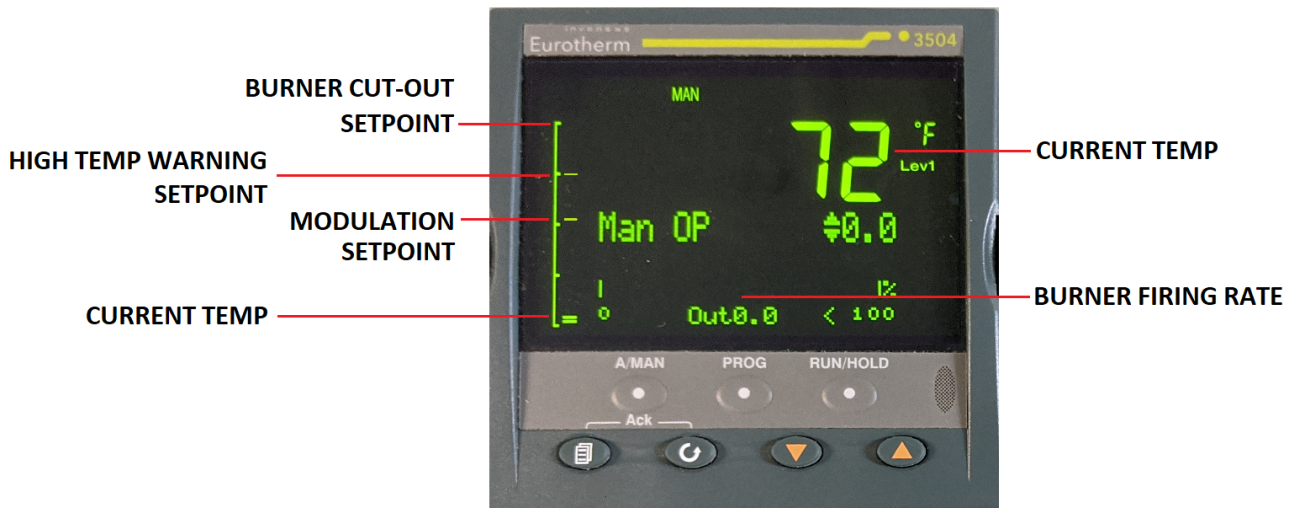 invensys
Eurotherm
3504
BURNER CUT-OUT
SETPOINT
MAN
72 °F
Lev1
CURRENT TEMP
HIGH TEMP WARNING
SETPOINT
MODULATION
SETPOINT
Man OP 0.0
CURRENT TEMP
%
0 Out0.0 < 100
BURNER FIRING RATE
A/MAN PROG RUN/HOLD
Ack